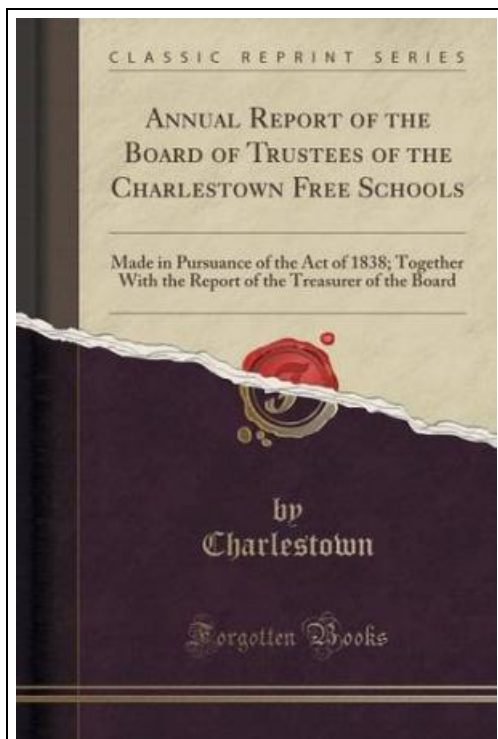 CLASSIC REPRINT SERIES
ANNUAL REPORT OF THE
BOARD OF TRUSTEES OF THE
CHARLESTOWN FREE SCHOOLS
Made in Pursuance of the Act of 1838; Together
With the Report of the Treasurer of the Board
by
Charlestown
Forgotten Books